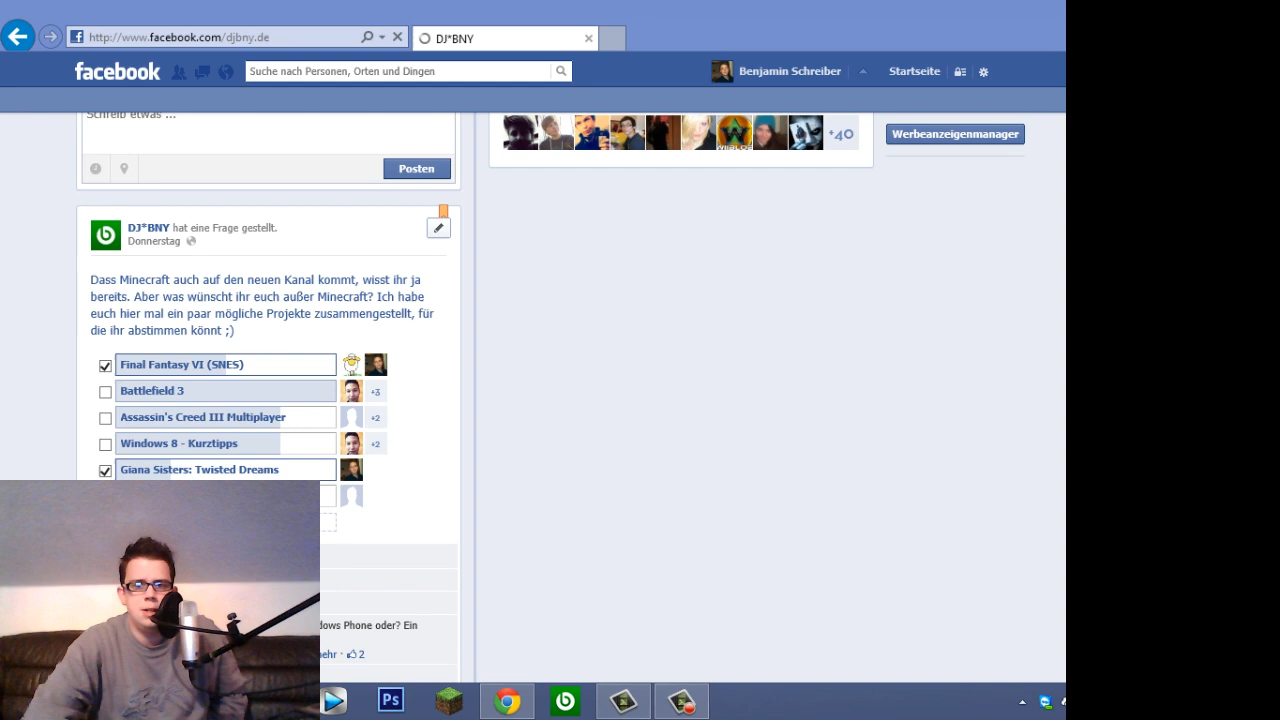 http://www.facebook.com/djbny.de
DJ*BNY
facebook
Suche nach Personen, Orten und Dingen
Benjamin Schreiber
Startseite
Schreib etwas ...
Posten
+40
Werbeanzeigenmanager
DJ*BNY hat eine Frage gestellt.
Donnerstag
Dass Minecraft auch auf den neuen Kanal kommt, wisst ihr ja
bereits. Aber was wünscht ihr euch außer Minecraft? Ich habe
euch hier mal ein paar mögliche Projekte zusammengestellt, für
die ihr abstimmen könnt ;)
Final Fantasy VI (SNES)
Battlefield 3
+3
Assassin's Creed III Multiplayer
+2
Windows 8 - Kurztipps
+2
Giana Sisters: Twisted Dreams
dows Phone oder? Ein
ehr · 2
Ps